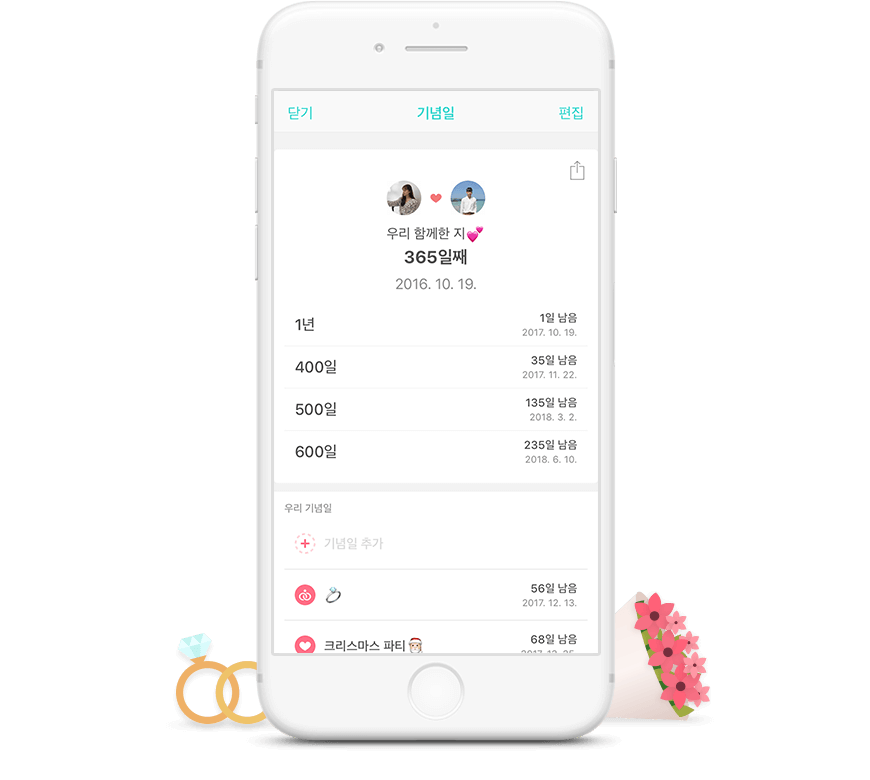 닫기 기념일 편집
우리 함께한 지💕
365일째
2016. 10. 19.
1년 1일 남음
2017. 10. 19.
400일 35일 남음
2017. 11. 22.
500일 135일 남음
2018. 3. 2.
600일 235일 남음
2018. 6. 10.
우리 기념일
기념일 추가
💍 56일 남음
2017. 12. 13.
크리스마스 파티🎅🏻 68일 남음
2017. 12. 25.